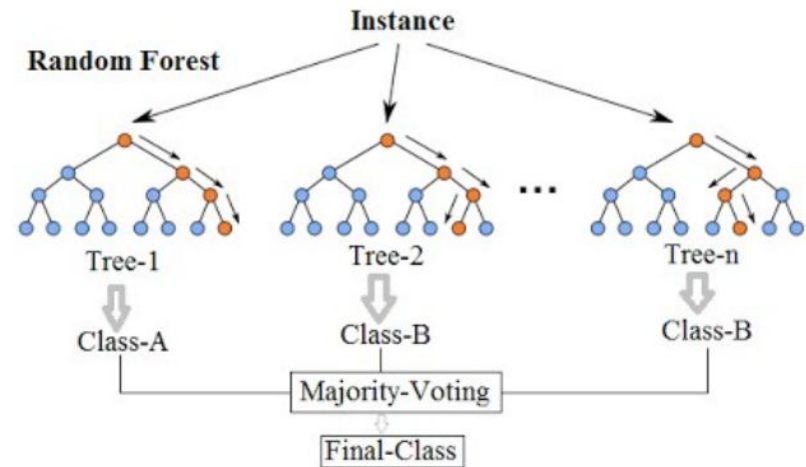 Instance
Random Forest
...
Tree-1
Tree-2
Tree-n
Class-A
Class-B
Class-B
Majority-Voting
Final-Class